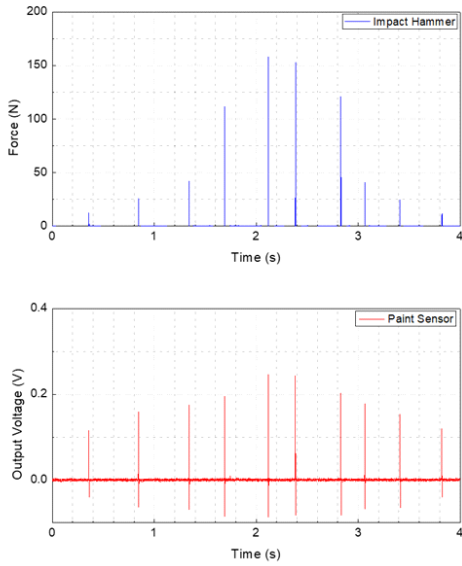 200
Impact Hammer
150
100
50
0
Force (N)
0 1 2 3 4
Time (s)
0.4
Paint Sensor
0.2
0.0
Output Voltage (V)
0 1 2 3 4
Time (s)